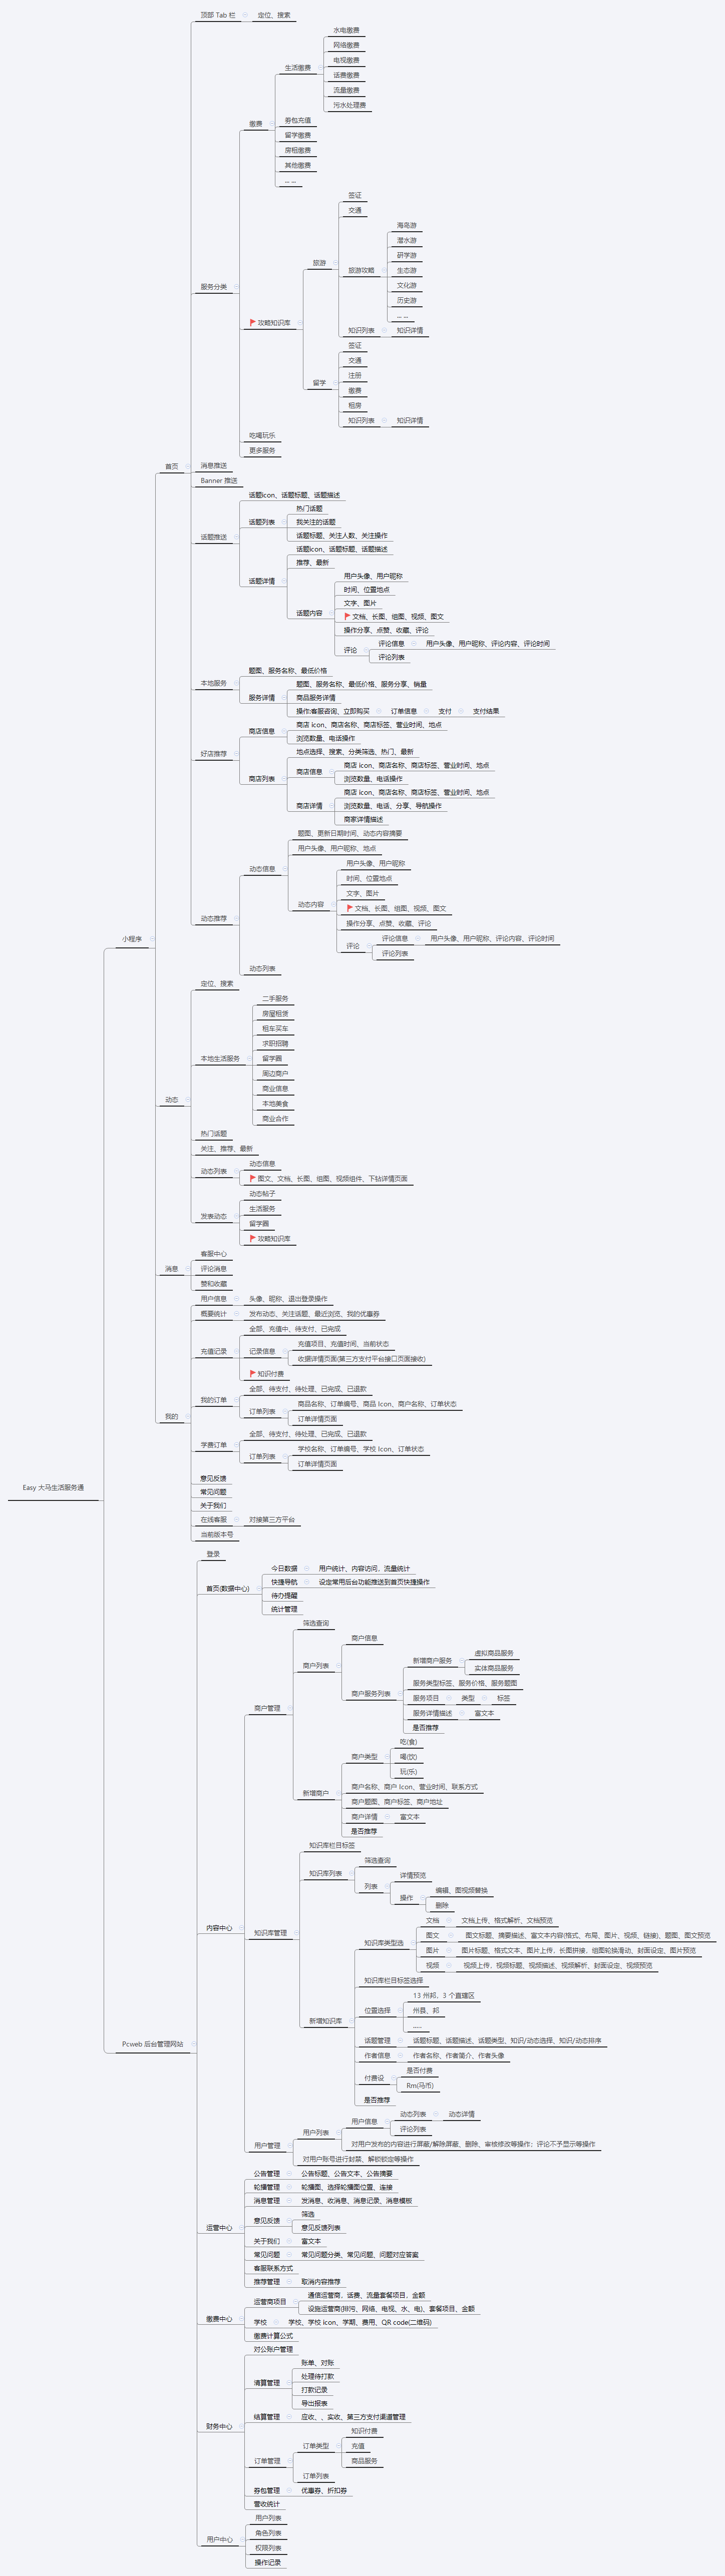 顶部 Tab 栏
定位、搜素
服务分类
缴费
生活缴费
水电缴费
网络缴费
电视缴费
话费缴费
流量缴费
污水处理费
劵包充值
留学缴费
房租缴费
其他缴费
... ...
攻略知识库
旅游
签证
交通
旅游攻略
海岛游
潜水游
研学游
生态游
文化游
历史游
... ...
知识列表
知识详情
留学
签证
交通
注册
缴费
租房
知识列表
知识详情
吃喝玩乐
更多服务
首页
消息推送
Banner 推送
话题推送
话题icon、话题标题、话题描述
话题列表
热门话题
我关注的话题
话题标题、关注人数、关注操作
话题详情
话题icon、话题标题、话题描述
推荐、最新
话题内容
用户头像、用户昵称
时间、位置地点
文字、图片
文档、长图、组图、视频、图文
操作分享、点赞、收藏、评论
评论
评论信息
用户头像、用户昵称、评论内容、评论时间
评论列表
本地服务
题图、服务名称、最低价格
服务详情
题图、服务名称、最低价格、服务分享、销量
商品服务详情
操作:客服咨询、立即购买
订单信息
支付
支付结果
好店推荐
商店信息
商店 icon、商店名称、商店标签、营业时间、地点
浏览数量、电话操作
商店列表
地点选择、搜素、分类筛选、热门、最新
商店信息
商店 icon、商店名称、商店标签、营业时间、地点
浏览数量、电话操作
商店详情
商店 icon、商店名称、商店标签、营业时间、地点
浏览数量、电话、分享、导航操作
商家详情描述
动态推荐
动态信息
题图、更新日期时间、动态内容摘要
用户头像、用户昵称、地点
动态内容
用户头像、用户昵称
时间、位置地点
文字、图片
文档、长图、组图、视频、图文
操作分享、点赞、收藏、评论
评论
评论信息
用户头像、用户昵称、评论内容、评论时间
评论列表
动态列表
小程序
动态
定位、搜素
本地生活服务
二手服务
房屋租赁
租车买车
求职招聘
留学圈
周边商户
商业信息
本地美食
商业合作
热门话题
关注、推荐、最新
动态列表
动态信息
图文、文档、长图、组图、视频组件、下钻详情页面
发表动态
动态帖子
生活服务
留学圈
攻略知识库
消息
客服中心
评论消息
赞和收藏
我的
用户信息
头像、昵称、退出登录操作
概要统计
发布动态、关注话题、最近浏览、我的优惠券
充值记录
全部、充值中、待支付、已完成
记录信息
充值项目、充值时间、当前状态
收据详情页面(第三方支付平台接口页面接收)
知识付费
我的订单
全部、待支付、待处理、已完成、已退款
订单列表
商品名称、订单编号、商品 Icon、商户名称、订单状态
订单详情页面
学费订单
全部、待支付、待处理、已完成、已退款
订单列表
学校名称、订单编号、学校 Icon、订单状态
订单详情页面
意见反馈
常见问题
关于我们
在线客服
对接第三方平台
当前版本号
Easy 大马生活服务通
Pcweb 后台管理网站
登录
首页(数据中心)
今日数据
用户统计、内容访问、流量统计
快捷导航
设定常用后台功能推送到首页快捷操作
待办提醒
统计管理
内容中心
商户管理
筛选查询
商户列表
商户信息
商户服务列表
新增商户服务
虚拟商品服务
实体商品服务
服务类型标签、服务价格、服务题图
服务项目
类型
标签
服务详情描述
富文本
是否推荐
新增商户
商户类型
吃(食)
喝(饮)
玩(乐)
商户名称、商户 Icon、营业时间、联系方式
商户题图、商户标签、商户地址
商户详情
富文本
是否推荐
知识库管理
知识库栏目标签
知识库列表
筛选查询
列表
详情预览
操作
编辑、图视频替换
删除
新增知识库
知识库类型选
文档
文档上传、格式解析、文档预览
图文
图文标题、摘要描述、富文本内容(格式、布局、图片、视频、链接)、题图、图文预览
图片
图片标题、格式文本、图片上传、长图拼接、组图轮换滑动、封面设定、图片预览
视频
视频上传、视频标题、视频描述、视频解析、封面设定、视频预览
知识库栏目标签选择
位置选择
13 州邦、3 个直辖区
州县、邦
......
话题管理
话题标题、话题描述、话题类型、知识/动态选择、知识/动态排序
作者信息
作者名称、作者简介、作者头像
付费设
是否付费
Rm(马币)
是否推荐
用户管理
用户列表
用户信息
动态列表
动态详情
评论列表
对用户发布的内容进行屏蔽/解除屏蔽、删除、审核修改等操作；评论不予显示等操作
对用户账号进行封禁、解锁锁定等操作
运营中心
公告管理
公告标题、公告文本、公告摘要
轮播管理
轮播图、选择轮播图位置、连接
消息管理
发消息、收消息、消息记录、消息模板
意见反馈
筛选
意见反馈列表
关于我们
富文本
常见问题
常见问题分类、常见问题、问题对应答案
客服联系方式
推荐管理
取消内容推荐
缴费中心
运营商项目
通信运营商、话费、流量套餐项目、金额
设施运营商(排污、网络、电视、水、电)、套餐项目、金额
学校
学校、学校 icon、学期、费用、QR code(二维码)
缴费计算公式
财务中心
对公账户管理
清算管理
账单、对账
处理待打款
打款记录
导出报表
结算管理
应收、、实收、第三方支付渠道管理
订单管理
订单类型
知识付费
充值
商品服务
订单列表
券包管理
优惠券、折扣券
营收统计
用户中心
用户列表
角色列表
权限列表
操作记录